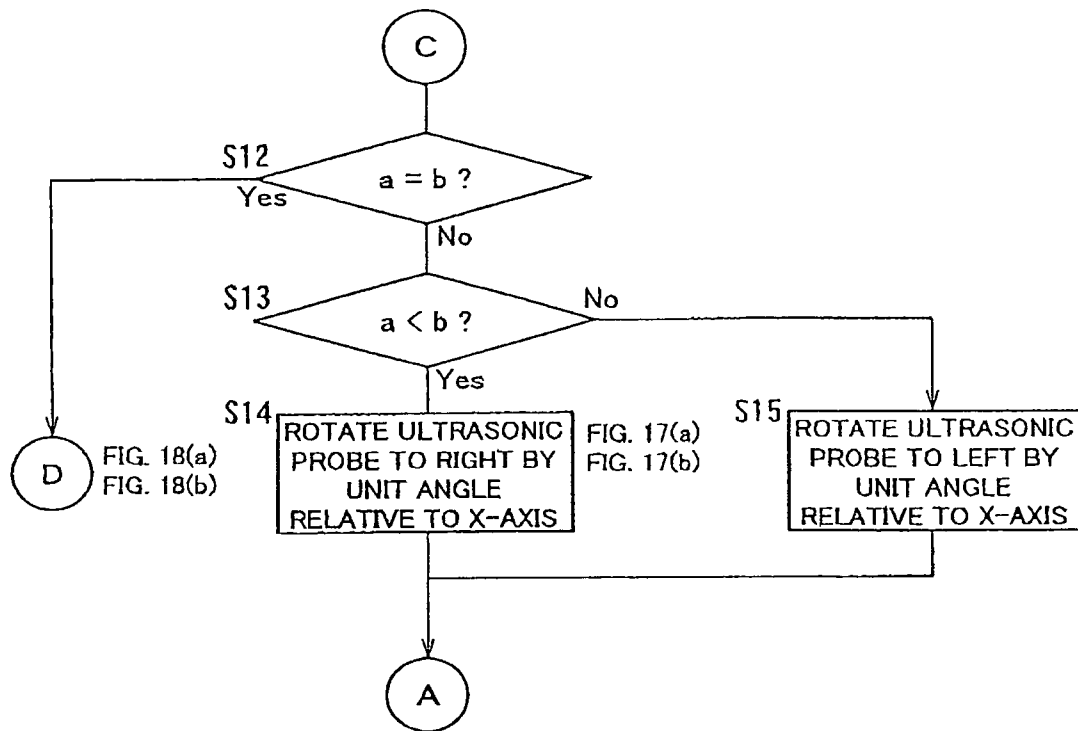 C
S12
a = b ?
Yes
No
S13
a < b ?
No
Yes
S14
ROTATE ULTRASONIC
PROBE TO RIGHT BY
UNIT ANGLE
RELATIVE TO X-AXIS
FIG. 17(a)
FIG. 17(b)
S15
ROTATE ULTRASONIC
PROBE TO LEFT BY
UNIT ANGLE
RELATIVE TO X-AXIS
D
FIG. 18(a)
FIG. 18(b)
A